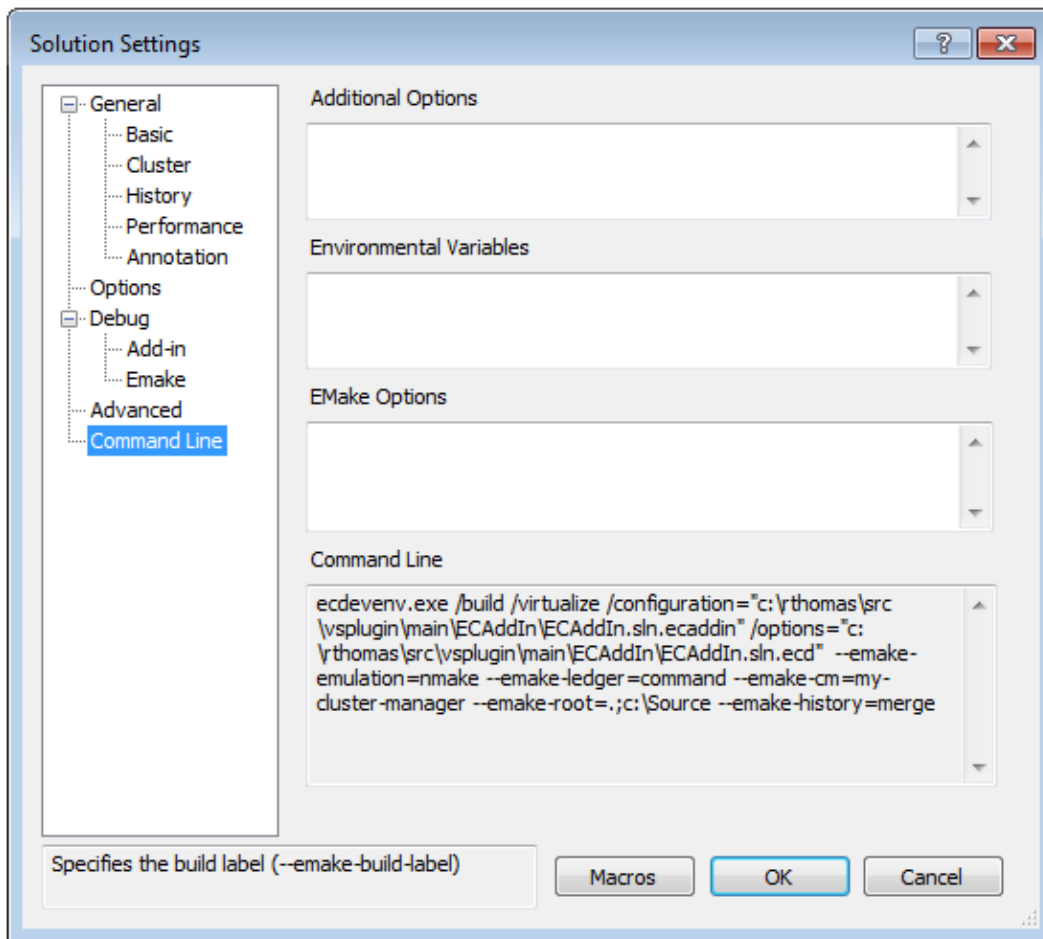 Solution Settings
General
Basic
Cluster
History
Performance
Annotation
Options
Debug
Add-in
Emake
Advanced
Command Line
Additional Options
Environmental Variables
EMake Options
Command Line
ecdevenv.exe /build /virtualize /configuration="c:\rthomas\src
\vsplugin\main\ECAddIn\ECAddIn.sln.ecaddin" /options="c:
\rthomas\src\vsplugin\main\ECAddIn\ECAddIn.sln.ecd"  --emake-
emulation=nmake --emake-ledger=command --emake-cm=my-
cluster-manager --emake-root=.;c:\Source --emake-history=merge
Specifies the build label (--emake-build-label)
Macros
OK
Cancel